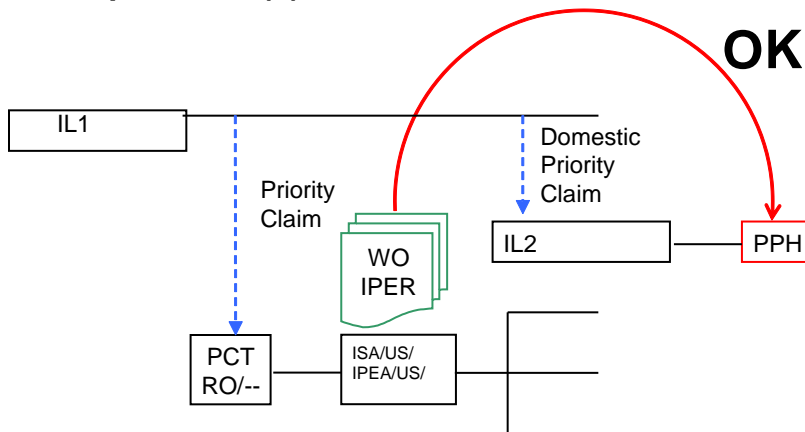 OK
IL1
Domestic
Priority
Claim
Priority
Claim
IL2
PPH
WO
IPER
PCT
RO/--
ISA/US/
IPEA/US/